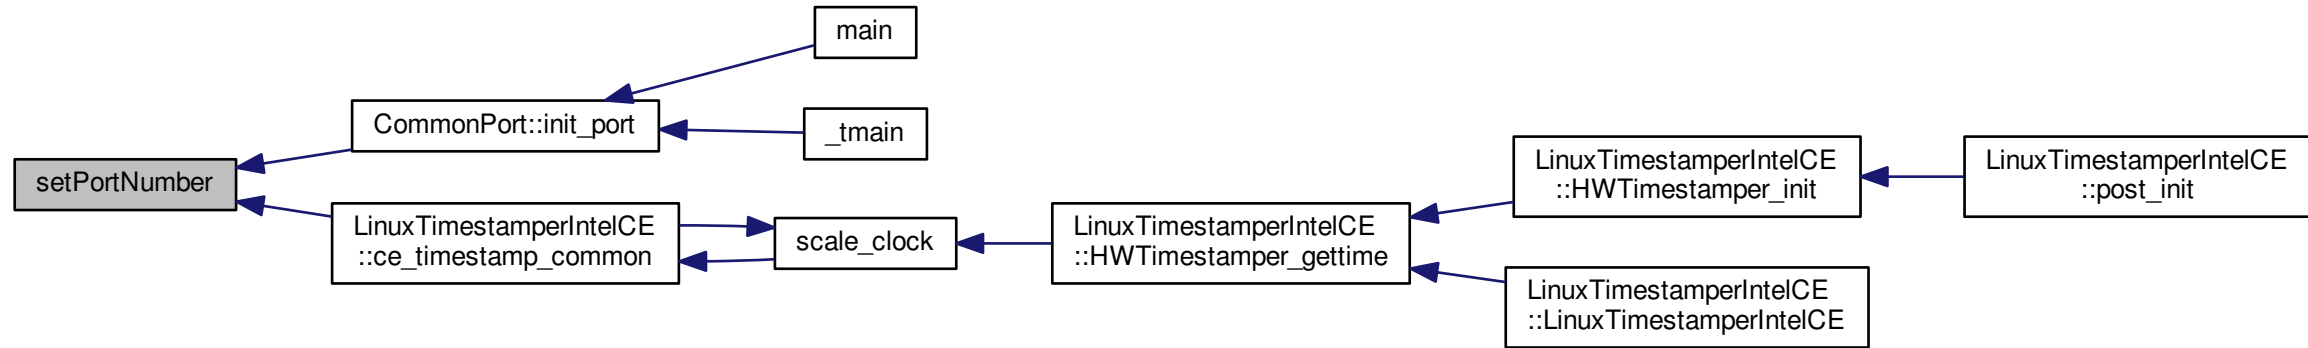 main
CommonPort::init_port
_tmain
setPortNumber
LinuxTimestamperIntelCE
::ce_timestamp_common
scale_clock
LinuxTimestamperIntelCE
::HWTimestamper_gettime
LinuxTimestamperIntelCE
::HWTimestamper_init
LinuxTimestamperIntelCE
::post_init
LinuxTimestamperIntelCE
::LinuxTimestamperIntelCE